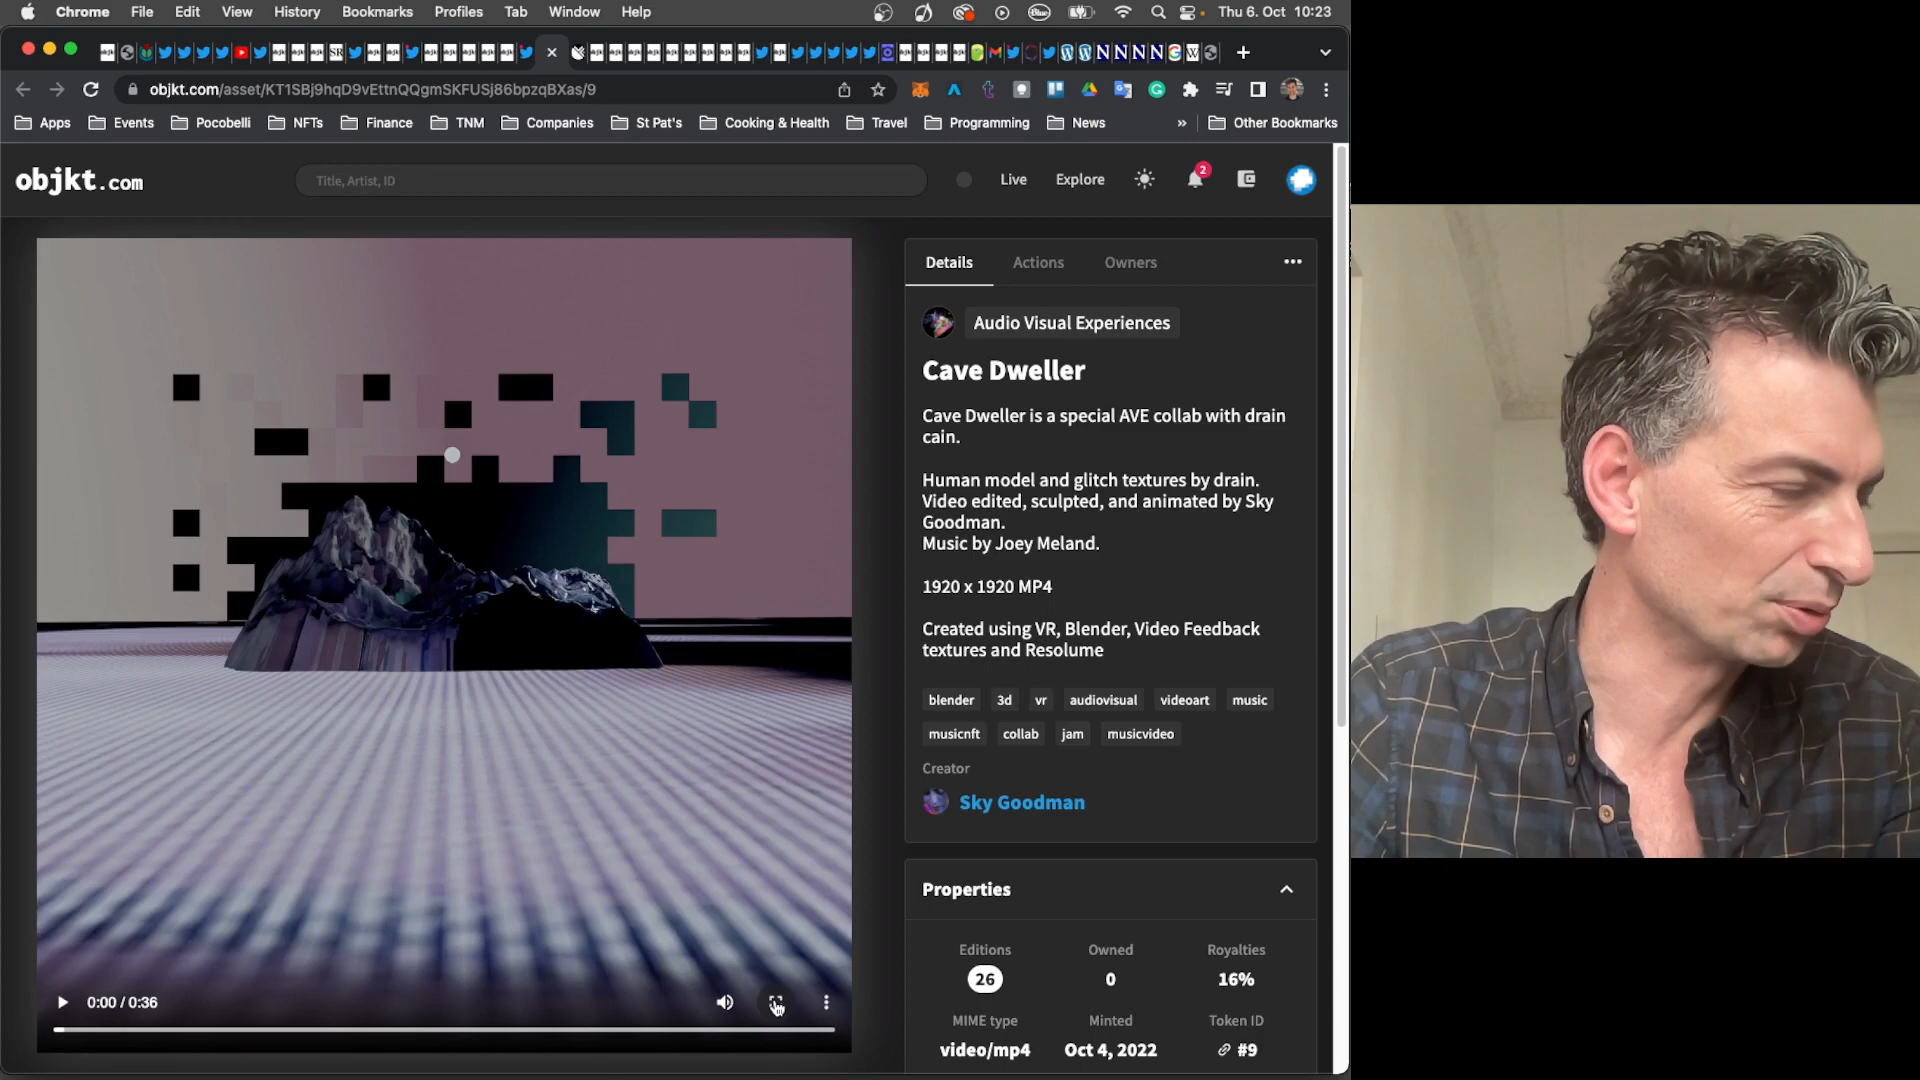 Chrome File Edit View History Bookmarks Profiles Tab Window Help
Thu 6. Oct 10:23
objkt.com/asset/KT1SBj9hqD9vEttnQQgmSKFUSj86bpzqBXas/9
Apps Events Pocobelli NFTs Finance TNM Companies St Pat's Cooking & Health Travel Programming News » Other Bookmarks
objkt.com
Title, Artist, ID
Live Explore
2
Details Actions Owners
Audio Visual Experiences
Cave Dweller
Cave Dweller is a special AVE collab with drain
cain.
Human model and glitch textures by drain.
Video edited, sculpted, and animated by Sky
Goodman.
Music by Joey Meland.
1920 x 1920 MP4
Created using VR, Blender, Video Feedback
textures and Resolume
blender 3d vr audiovisual videoart music
musicnft collab jam musicvideo
Creator
Sky Goodman
Properties
Editions Owned Royalties
26 0 16%
MIME type Minted Token ID
video/mp4 Oct 4, 2022 #9
0:00 / 0:36